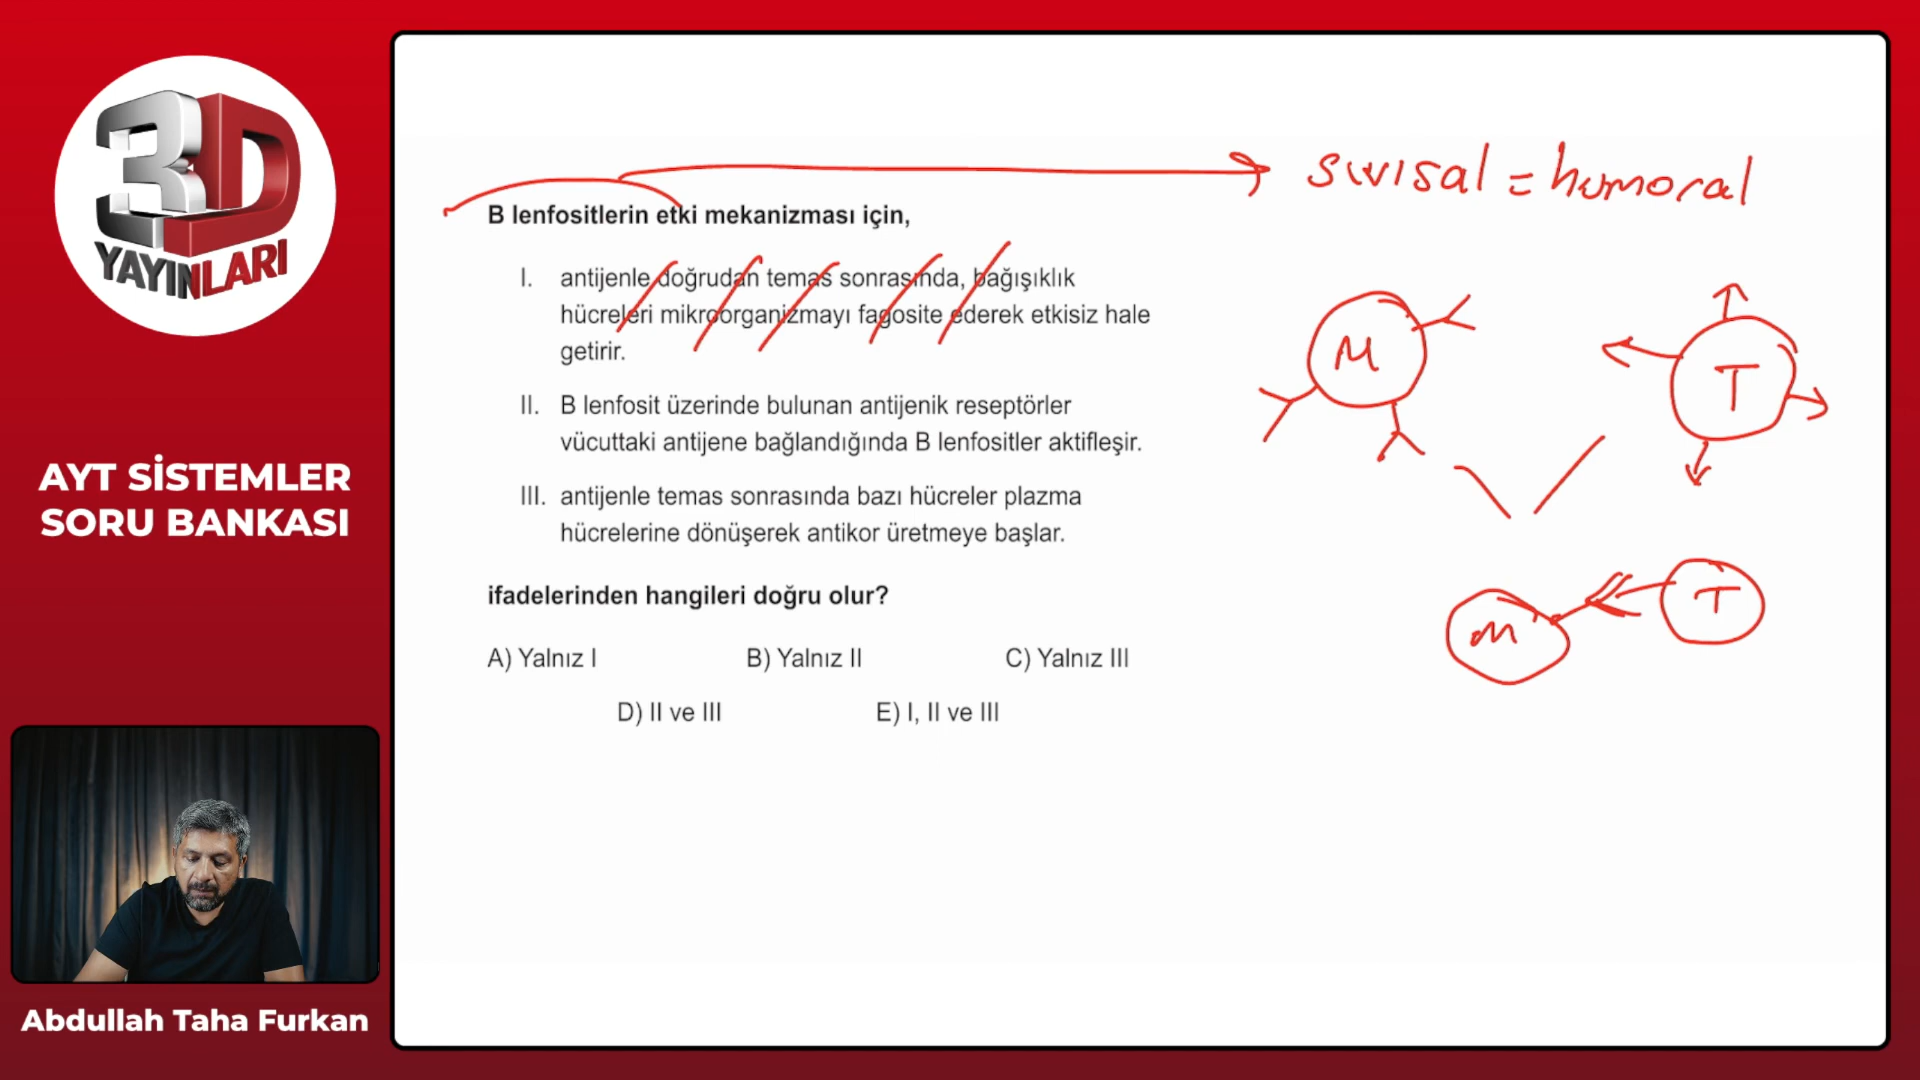 3D
YAYINLARI
AYT SİSTEMLER
SORU BANKASI
Abdullah Taha Furkan
sıvısal = humoral
B lenfositlerin etki mekanizması için,
I. antijenle doğrudan temas sonrasında, bağışıklık
hücreleri mikroorganizmayı fagosite ederek etkisiz hale
getirir.
II. B lenfosit üzerinde bulunan antijenik reseptörler
vücuttaki antijene bağlandığında B lenfositler aktifleşir.
III. antijenle temas sonrasında bazı hücreler plazma
hücrelerine dönüşerek antikor üretmeye başlar.
ifadelerinden hangileri doğru olur?
A) Yalnız I B) Yalnız II C) Yalnız III
D) II ve III E) I, II ve III
M
T
M
T